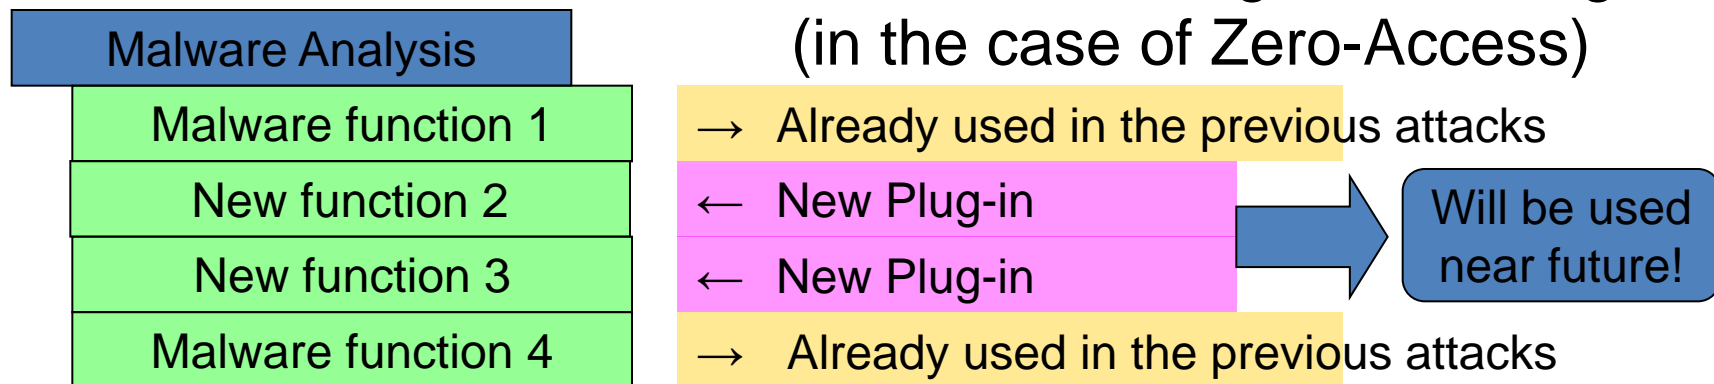 (in the case of Zero-Access)
Malware Analysis
Malware function 1 → Already used in the previous attacks
New function 2 ← New Plug-in
New function 3 ← New Plug-in
Will be used
near future!
Malware function 4 → Already used in the previous attacks